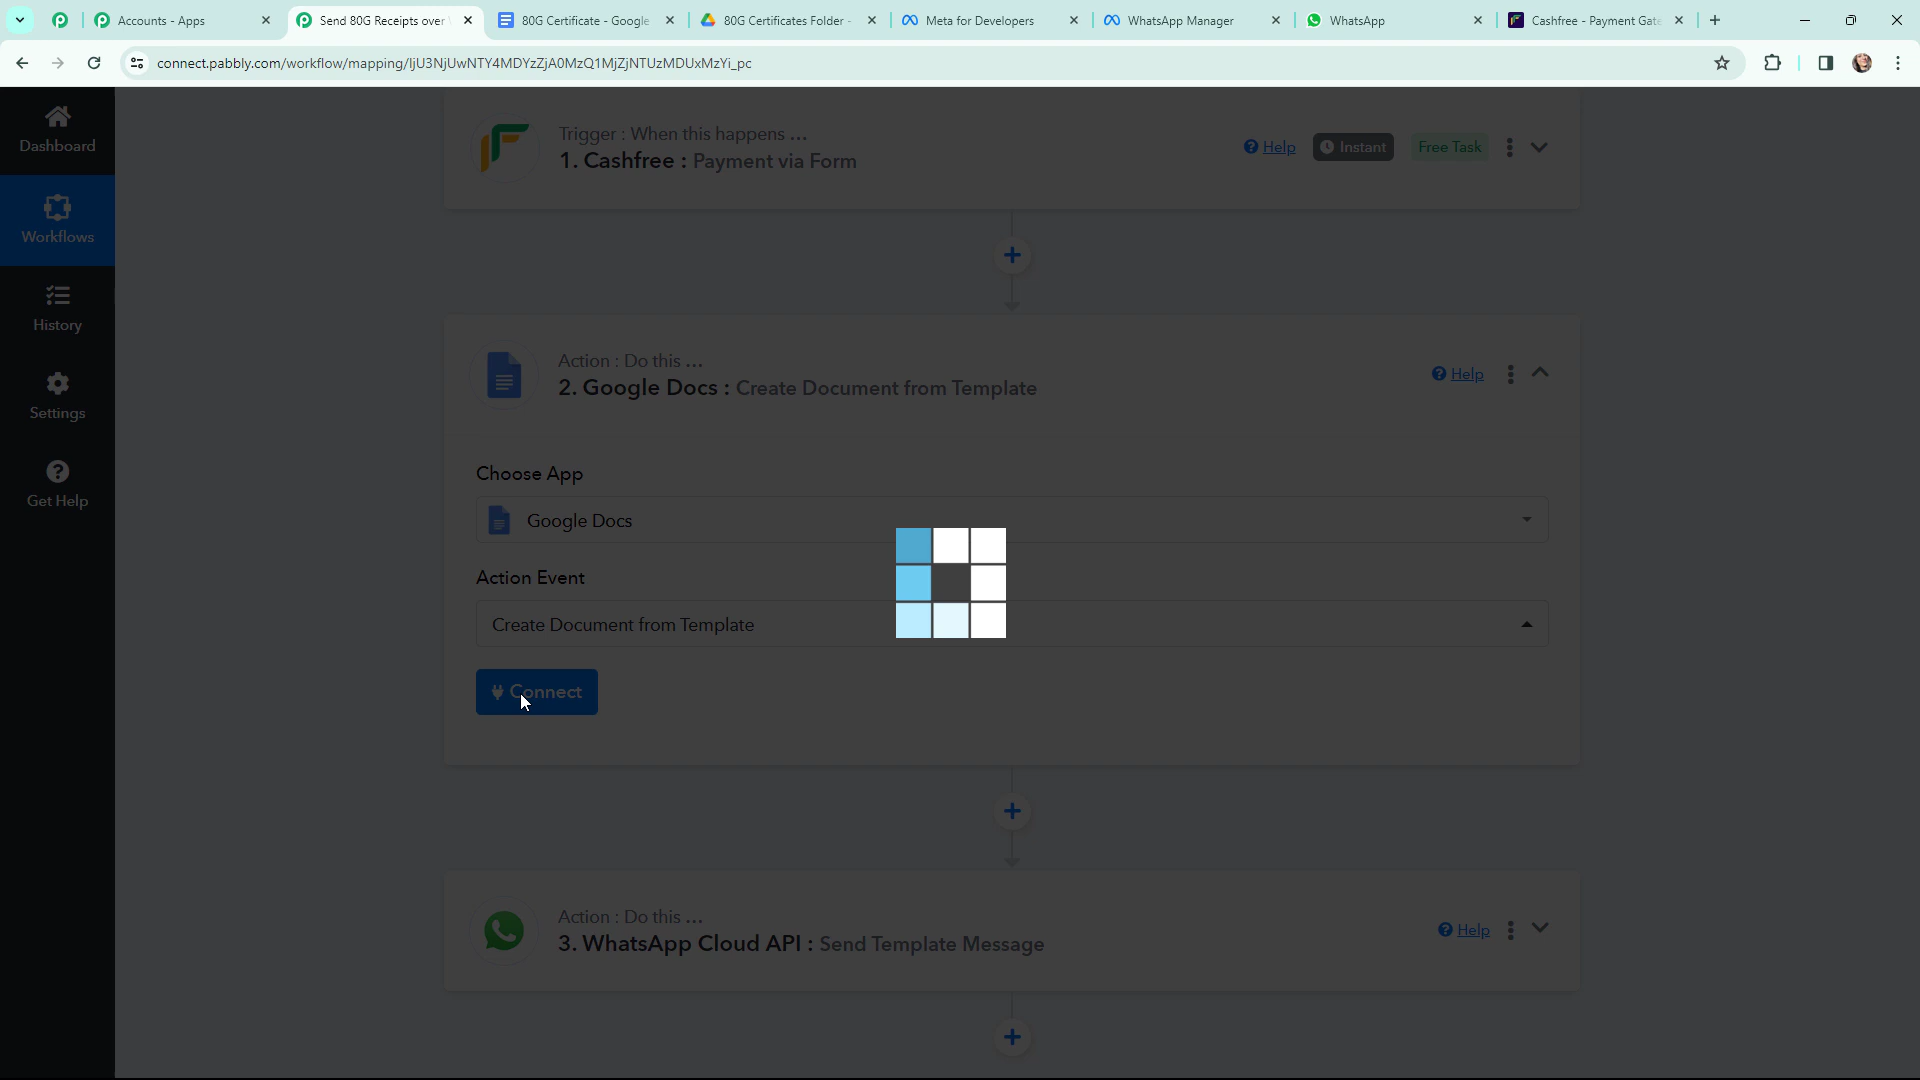 Accounts - Apps
Send 80G Receipts over
80G Certificate - Google
80G Certificates Folder -
Meta for Developers
WhatsApp Manager
WhatsApp
Cashfree - Payment Gate
connect.pabbly.com/workflow/mapping/IjU3NjUwNTY4MDYzZjA0MzQ1MjZjNTUzMDUxMzYi_pc
Dashboard
Workflows
History
Settings
Get Help
Trigger : When this happens ...
1. Cashfree : Payment via Form
Help
Instant
Free Task
Action : Do this ...
2. Google Docs : Create Document from Template
Help
Choose App
Google Docs
Action Event
Create Document from Template
Connect
Action : Do this ...
3. WhatsApp Cloud API : Send Template Message
Help